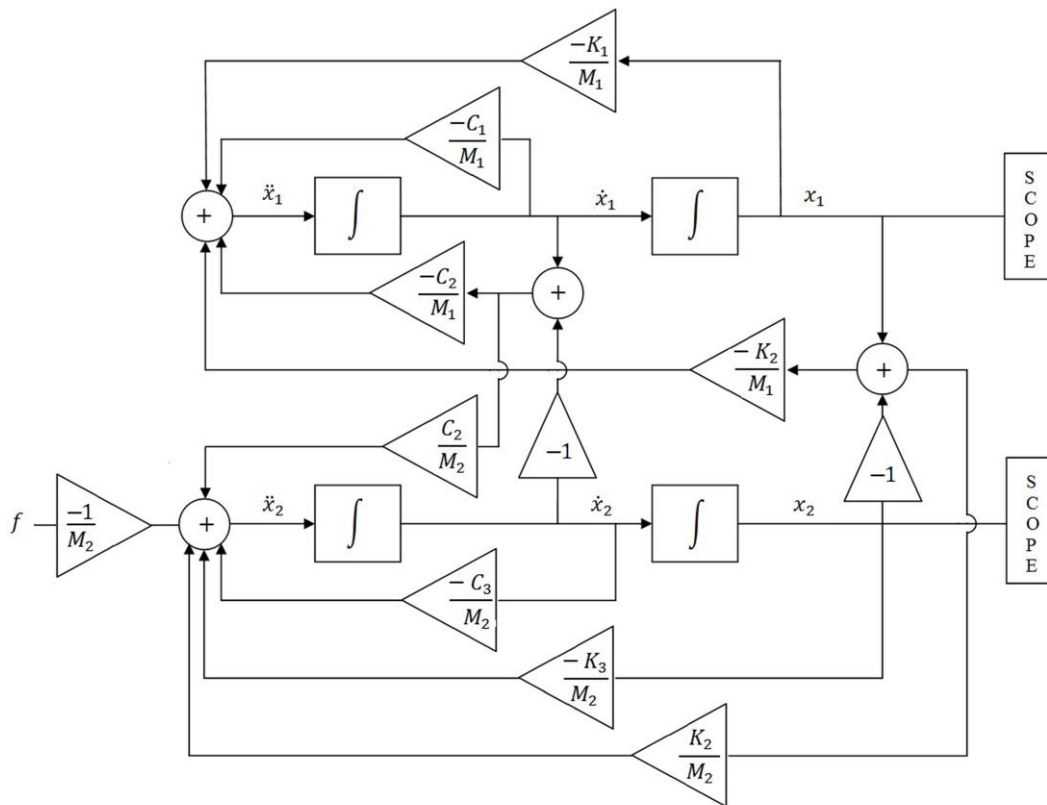 −K₁
M₁
−C₁
M₁
ẍ₁
∫
ẋ₁
∫
x₁
SCOPE
+
−C₂
M₁
+
− K₂
M₁
+
C₂
M₂
−1
−1
f
−1
M₂
+
ẍ₂
∫
ẋ₂
∫
x₂
SCOPE
− C₃
M₂
− K₃
M₂
K₂
M₂